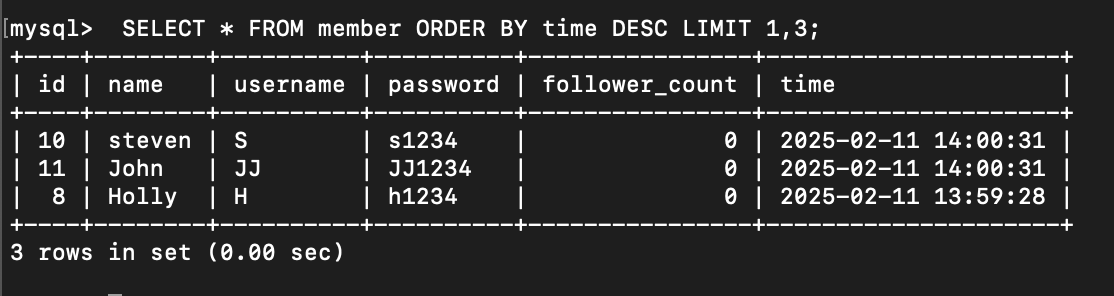 [mysql>  SELECT * FROM member ORDER BY time DESC LIMIT 1,3;
+----+--------+----------+----------+----------------+---------------------+
| id | name   | username | password | follower_count | time                |
+----+--------+----------+----------+----------------+---------------------+
| 10 | steven | S        | s1234    |              0 | 2025-02-11 14:00:31 |
| 11 | John   | JJ       | JJ1234   |              0 | 2025-02-11 14:00:31 |
|  8 | Holly  | H        | h1234    |              0 | 2025-02-11 13:59:28 |
+----+--------+----------+----------+----------------+---------------------+
3 rows in set (0.00 sec)